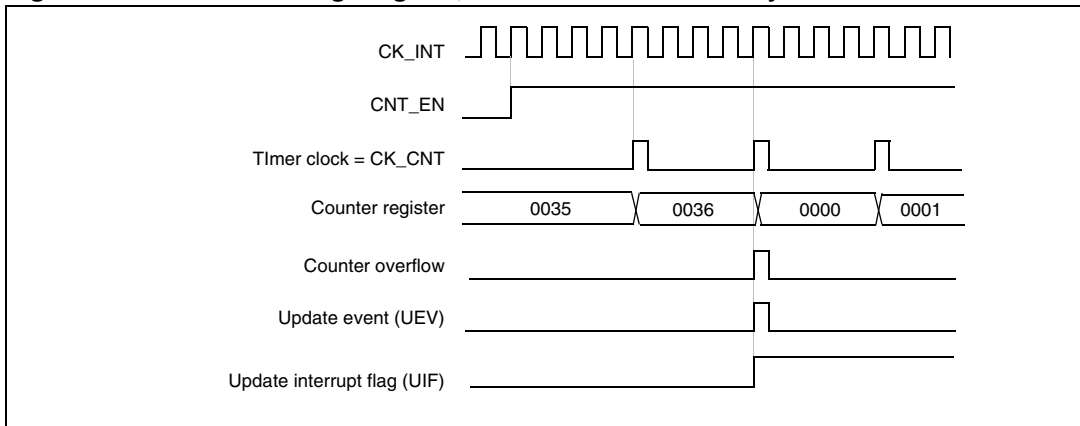 CK_INT
CNT_EN
TImer clock = CK_CNT
Counter register 0035 0036 0000 0001
Counter overflow
Update event (UEV)
Update interrupt flag (UIF)